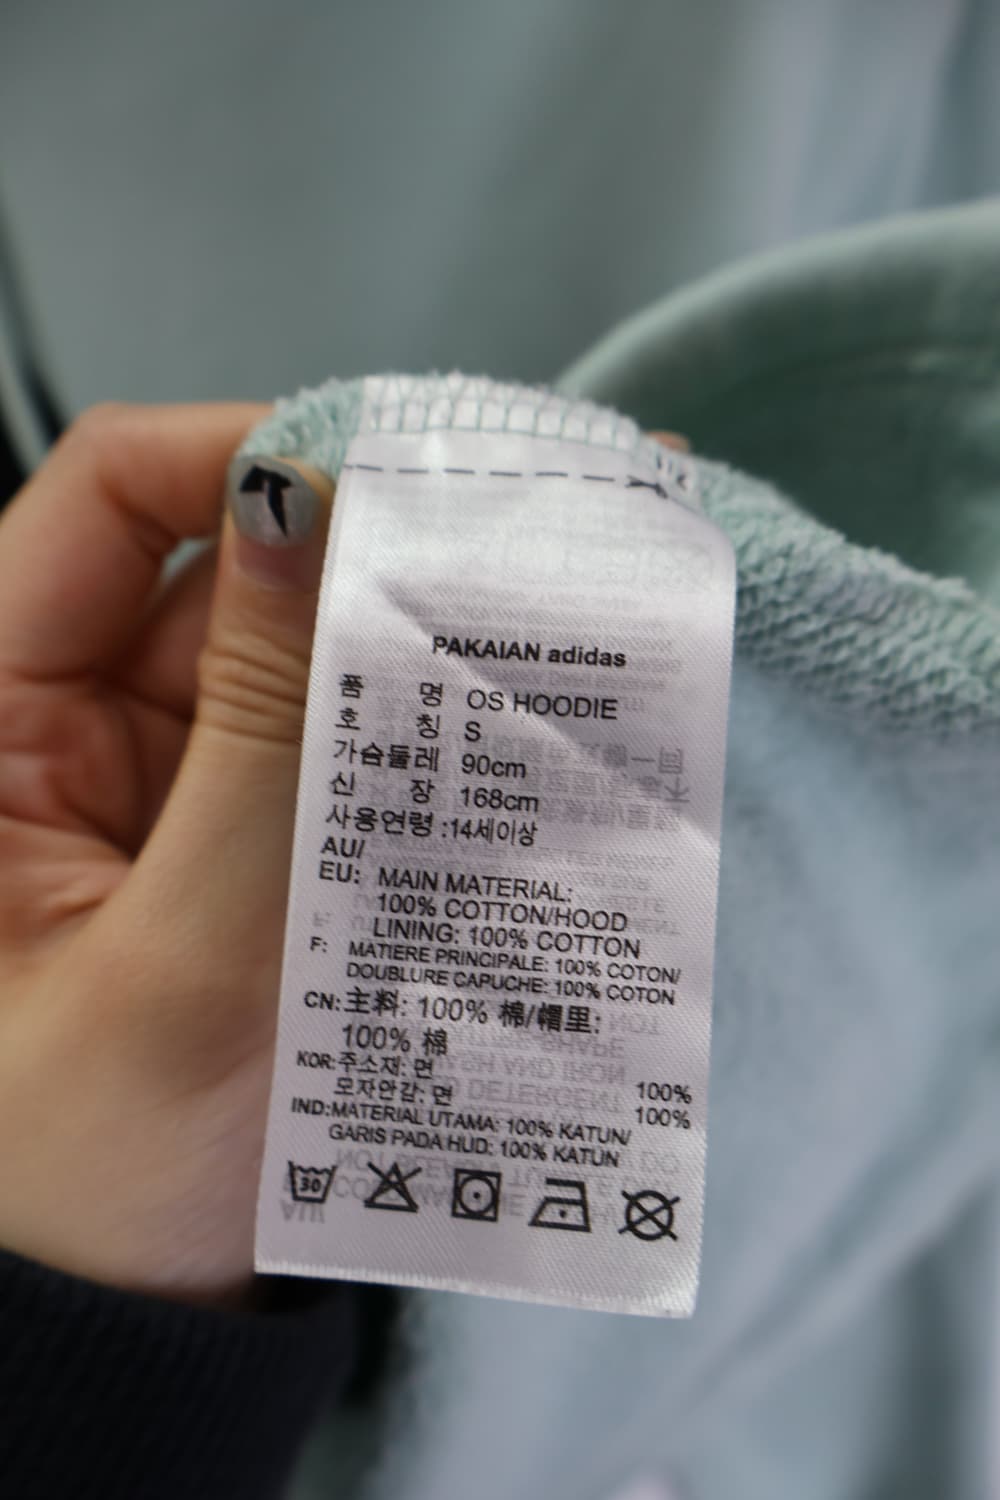 PAKAIAN adidas
품 명 OS HOODIE
호 칭 S
가슴둘레 90cm
신 장 168cm
사용연령 :14세이상
AU/
EU: MAIN MATERIAL:
100% COTTON/HOOD
LINING: 100% COTTON
F: MATIERE PRINCIPALE: 100% COTON/
DOUBLURE CAPUCHE: 100% COTON
CN: 主料: 100% 棉/帽里:
100% 棉
KOR: 주소재: 면 100%
모자안감: 면 100%
IND:MATERIAL UTAMA: 100% KATUN/
GARIS PADA HUD: 100% KATUN
30